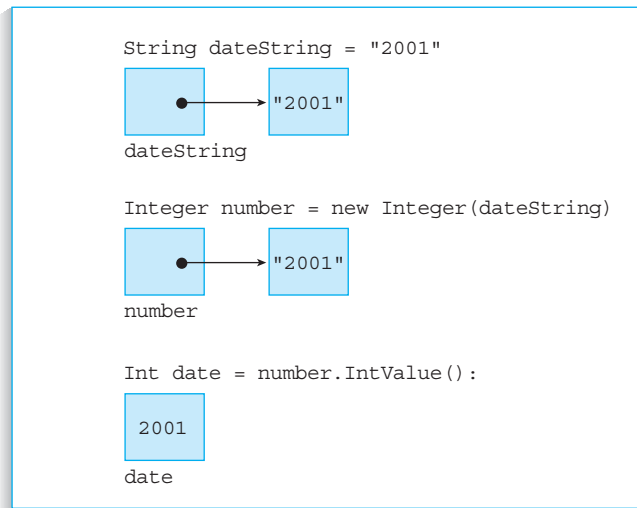 String dateString = "2001"
"2001"
dateString
Integer number = new Integer(dateString)
"2001"
number
Int date = number.IntValue():
2001
date